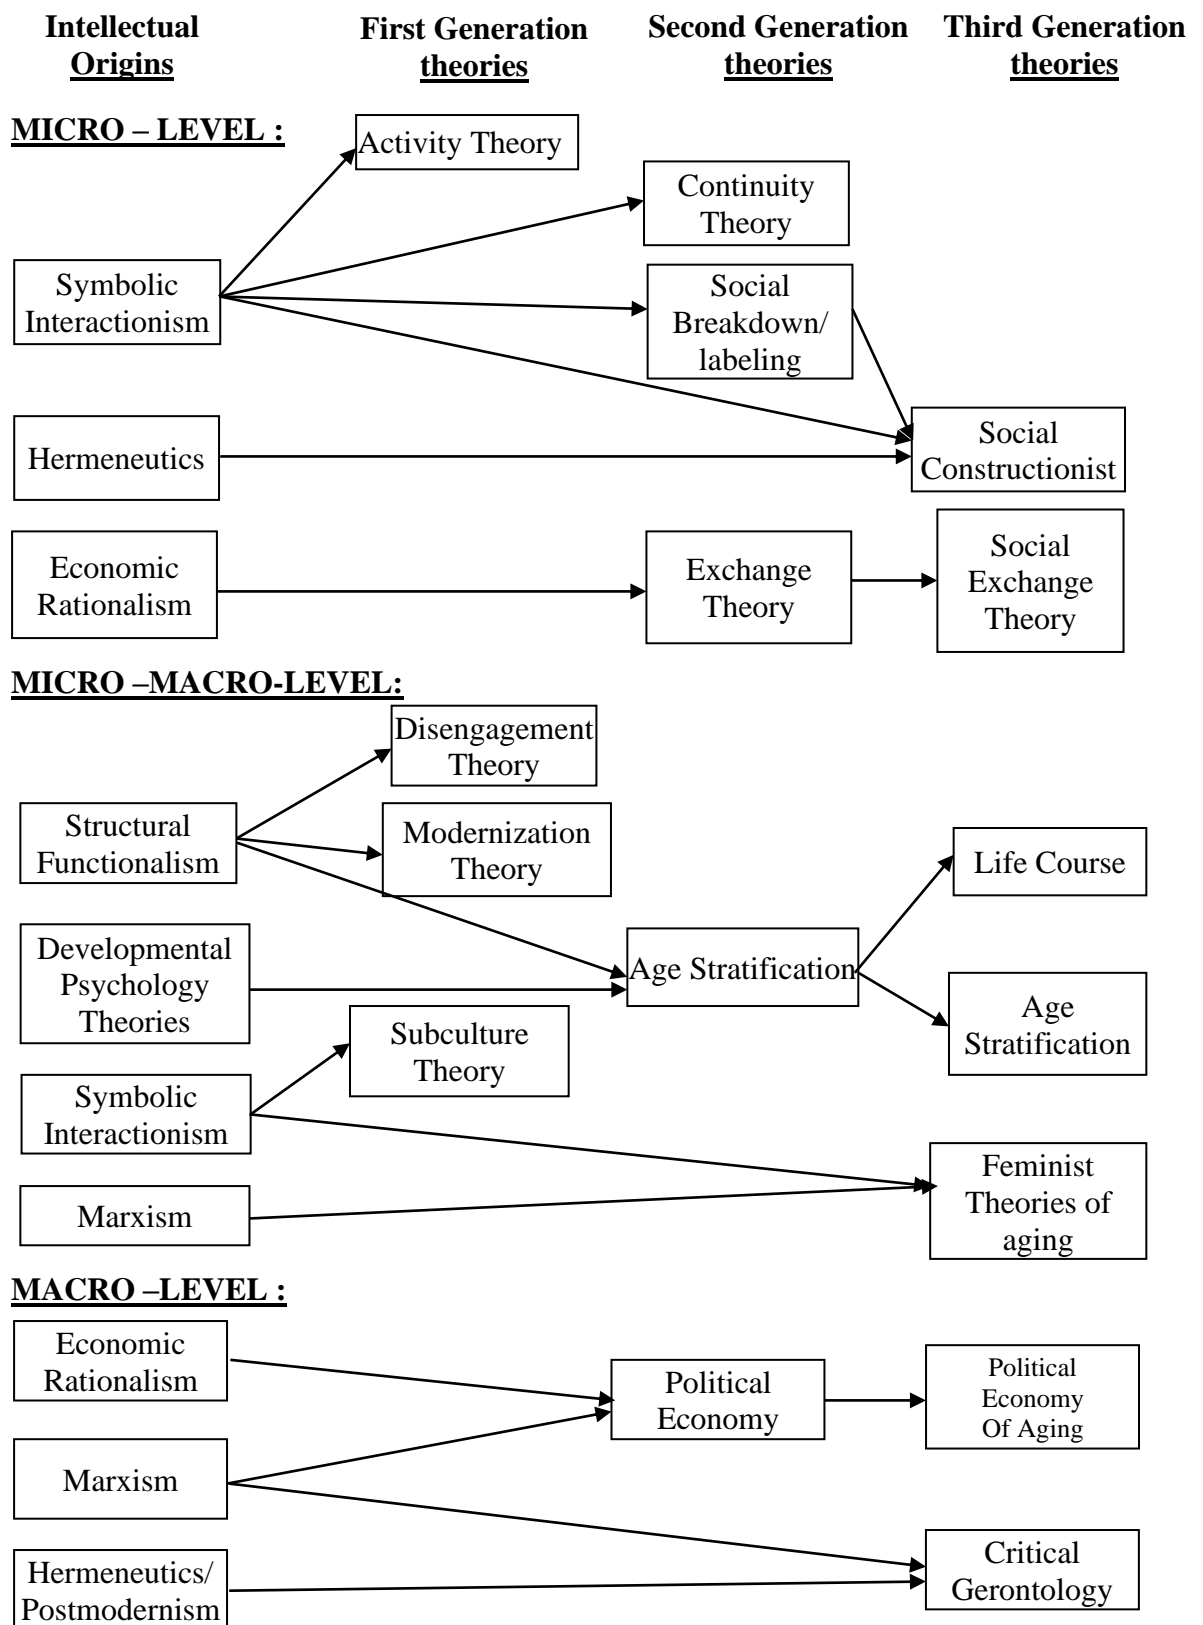 Intellectual
Origins
First Generation
theories
Second Generation
theories
Third Generation
theories
MICRO – LEVEL :
Activity Theory
Continuity
Theory
Symbolic
Interactionism
Social
Breakdown/
labeling
Hermeneutics
Social
Constructionist
Economic
Rationalism
Exchange
Theory
Social
Exchange
Theory
MICRO –MACRO-LEVEL:
Disengagement
Theory
Structural
Functionalism
Modernization
Theory
Life Course
Developmental
Psychology
Theories
Age Stratification
Age
Stratification
Subculture
Theory
Symbolic
Interactionism
Feminist
Theories of
aging
Marxism
MACRO –LEVEL :
Economic
Rationalism
Political
Economy
Political
Economy
Of Aging
Marxism
Critical
Gerontology
Hermeneutics/
Postmodernism